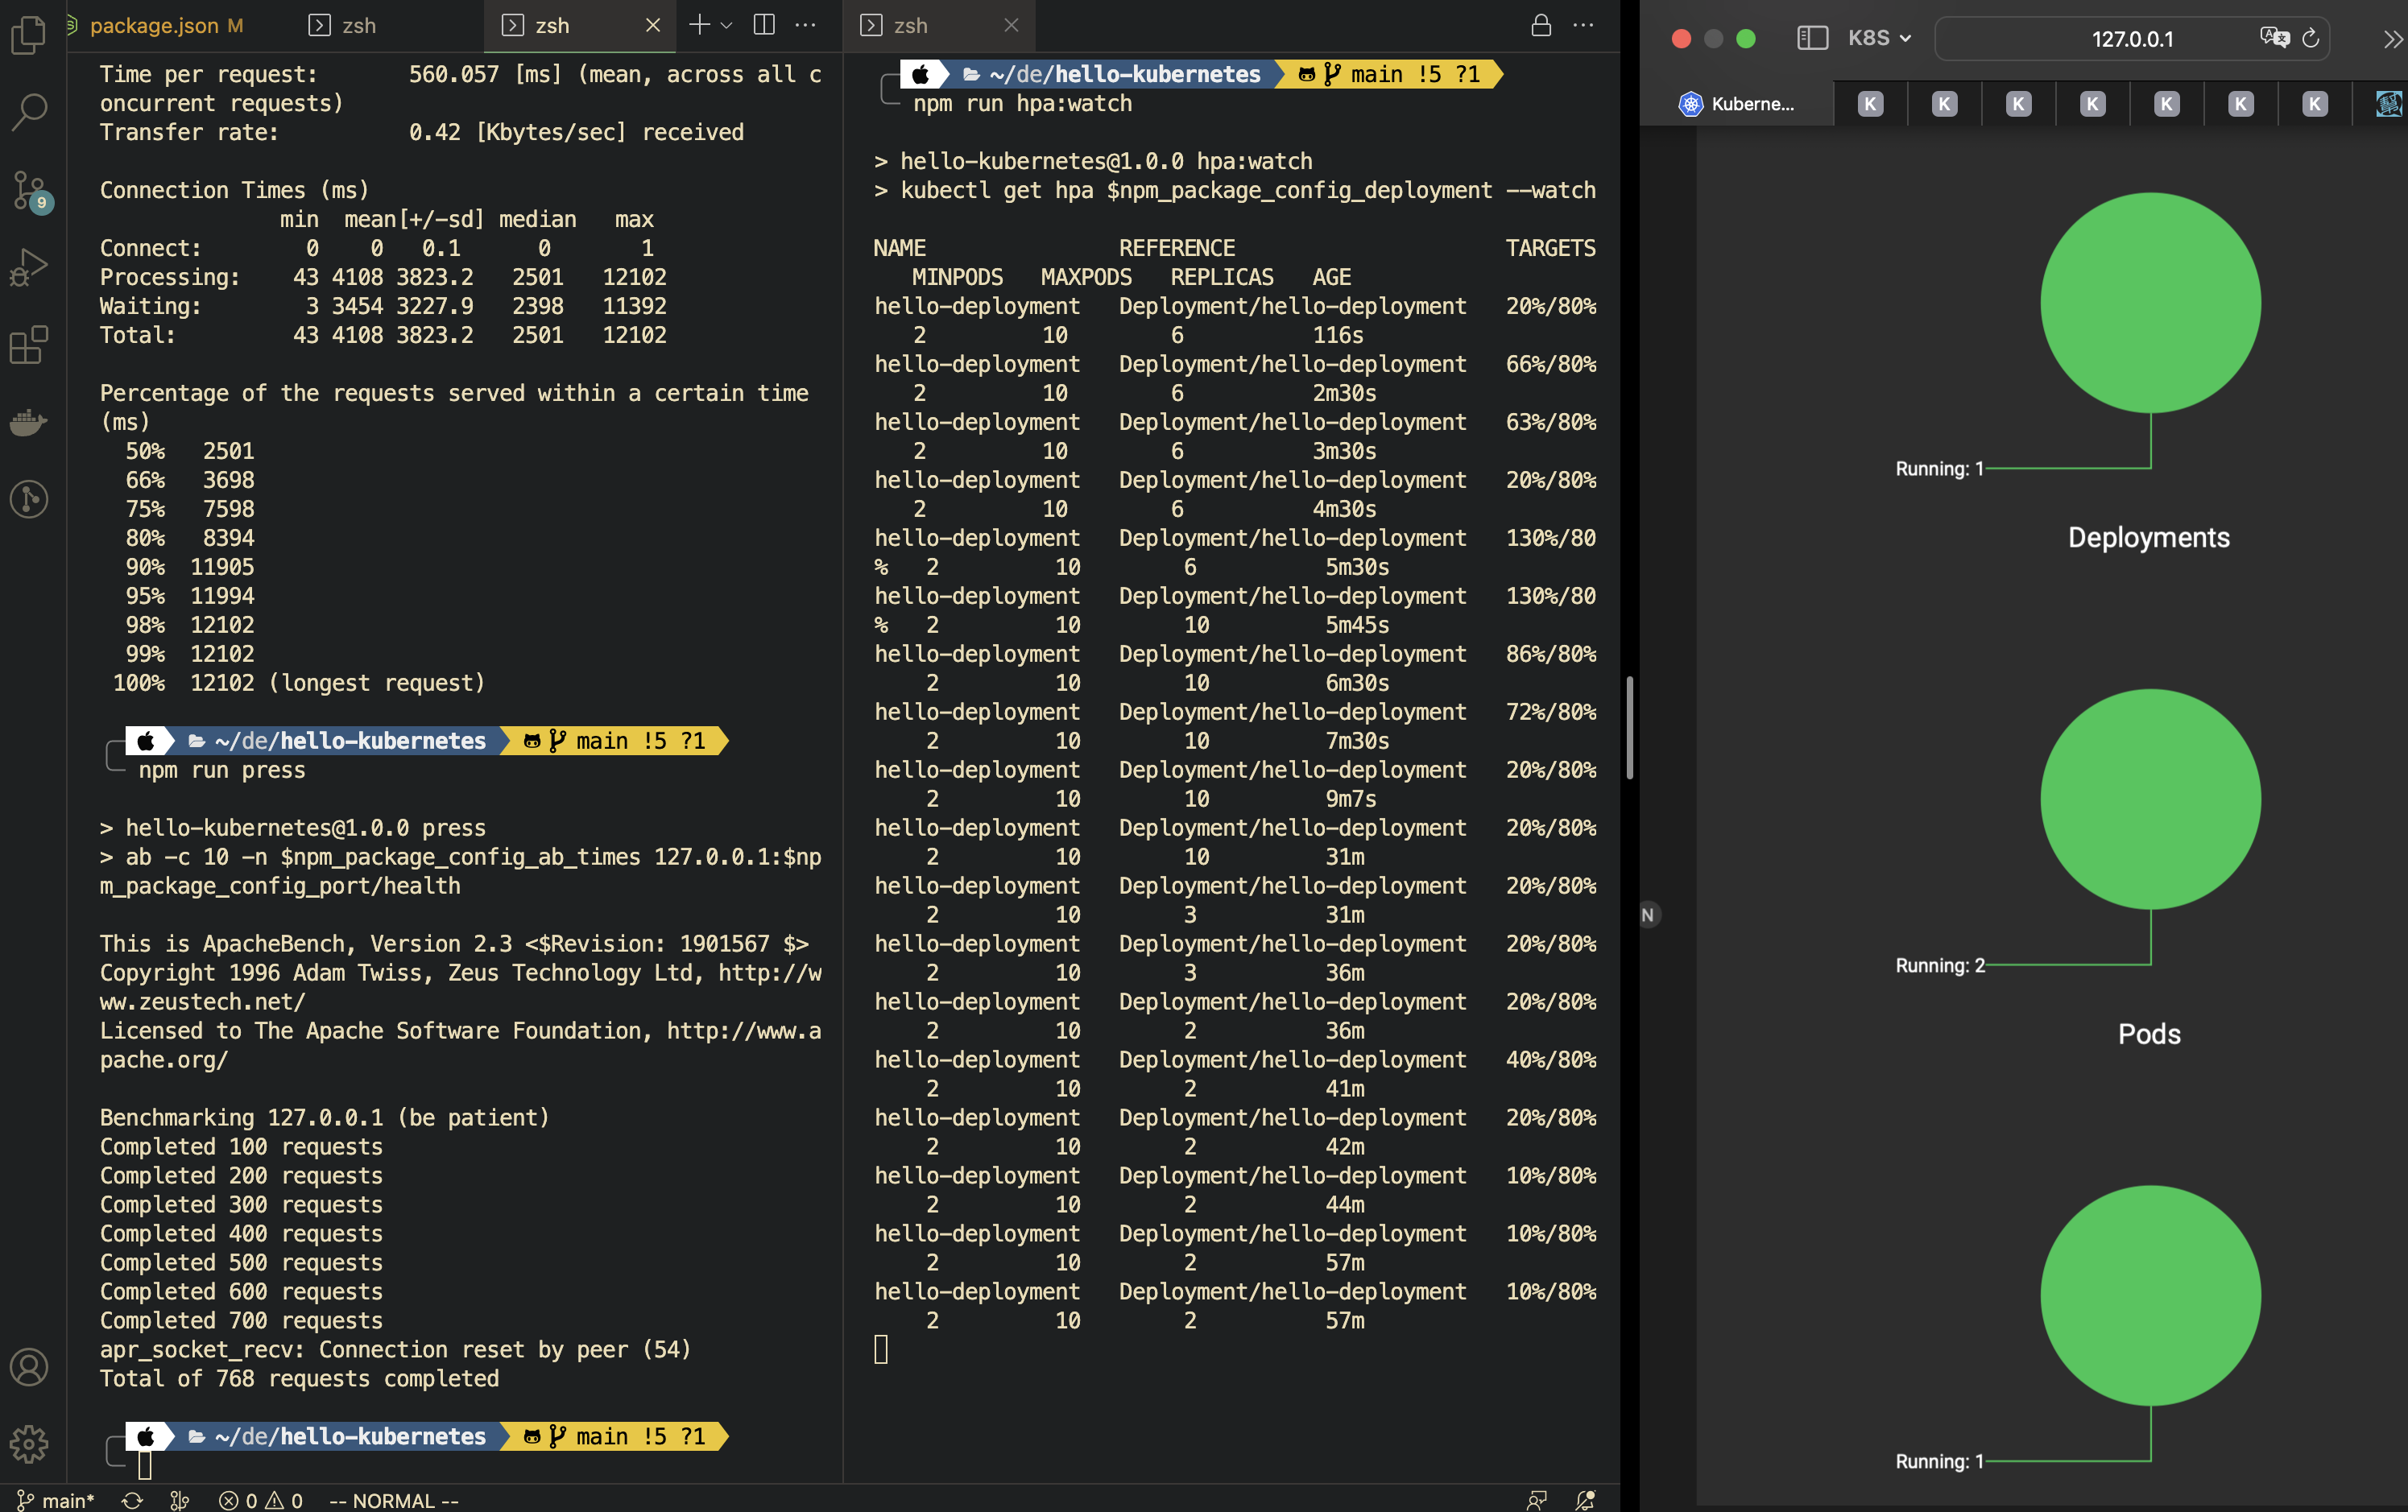 package.json M
zsh
zsh
Time per request:       560.057 [ms] (mean, across all c
oncurrent requests)
Transfer rate:          0.42 [Kbytes/sec] received
Connection Times (ms)
              min  mean[+/-sd] median   max
Connect:        0    0   0.1      0       1
Processing:    43 4108 3823.2   2501   12102
Waiting:        3 3454 3227.9   2398   11392
Total:         43 4108 3823.2   2501   12102
Percentage of the requests served within a certain time
(ms)
  50%   2501
  66%   3698
  75%   7598
  80%   8394
  90%  11905
  95%  11994
  98%  12102
  99%  12102
 100%  12102 (longest request)
~/de/hello-kubernetes main !5 ?1
npm run press
> hello-kubernetes@1.0.0 press
> ab -c 10 -n $npm_package_config_ab_times 127.0.0.1:$np
m_package_config_port/health
This is ApacheBench, Version 2.3 <$Revision: 1901567 $>
Copyright 1996 Adam Twiss, Zeus Technology Ltd, http://w
ww.zeustech.net/
Licensed to The Apache Software Foundation, http://www.a
pache.org/
Benchmarking 127.0.0.1 (be patient)
Completed 100 requests
Completed 200 requests
Completed 300 requests
Completed 400 requests
Completed 500 requests
Completed 600 requests
Completed 700 requests
apr_socket_recv: Connection reset by peer (54)
Total of 768 requests completed
~/de/hello-kubernetes main !5 ?1
zsh
~/de/hello-kubernetes main !5 ?1
npm run hpa:watch
> hello-kubernetes@1.0.0 hpa:watch
> kubectl get hpa $npm_package_config_deployment --watch
NAME               REFERENCE                     TARGETS
   MINPODS   MAXPODS   REPLICAS   AGE
hello-deployment   Deployment/hello-deployment   20%/80%
   2         10        6          116s
hello-deployment   Deployment/hello-deployment   66%/80%
   2         10        6          2m30s
hello-deployment   Deployment/hello-deployment   63%/80%
   2         10        6          3m30s
hello-deployment   Deployment/hello-deployment   20%/80%
   2         10        6          4m30s
hello-deployment   Deployment/hello-deployment   130%/80
%   2         10        6          5m30s
hello-deployment   Deployment/hello-deployment   130%/80
%   2         10        10         5m45s
hello-deployment   Deployment/hello-deployment   86%/80%
    2         10        10         6m30s
hello-deployment   Deployment/hello-deployment   72%/80%
    2         10        10         7m30s
hello-deployment   Deployment/hello-deployment   20%/80%
    2         10        10         9m7s
hello-deployment   Deployment/hello-deployment   20%/80%
    2         10        10         31m
hello-deployment   Deployment/hello-deployment   20%/80%
    2         10        3          31m
hello-deployment   Deployment/hello-deployment   20%/80%
    2         10        3          36m
hello-deployment   Deployment/hello-deployment   20%/80%
    2         10        2          36m
hello-deployment   Deployment/hello-deployment   40%/80%
    2         10        2          41m
hello-deployment   Deployment/hello-deployment   20%/80%
    2         10        2          42m
hello-deployment   Deployment/hello-deployment   10%/80%
    2         10        2          44m
hello-deployment   Deployment/hello-deployment   10%/80%
    2         10        2          57m
hello-deployment   Deployment/hello-deployment   10%/80%
    2         10        2          57m
9
main* 0 0 -- NORMAL --
K8S 127.0.0.1
Kuberne... K K K K K K K
Running: 1
Deployments
N
Running: 2
Pods
Running: 1